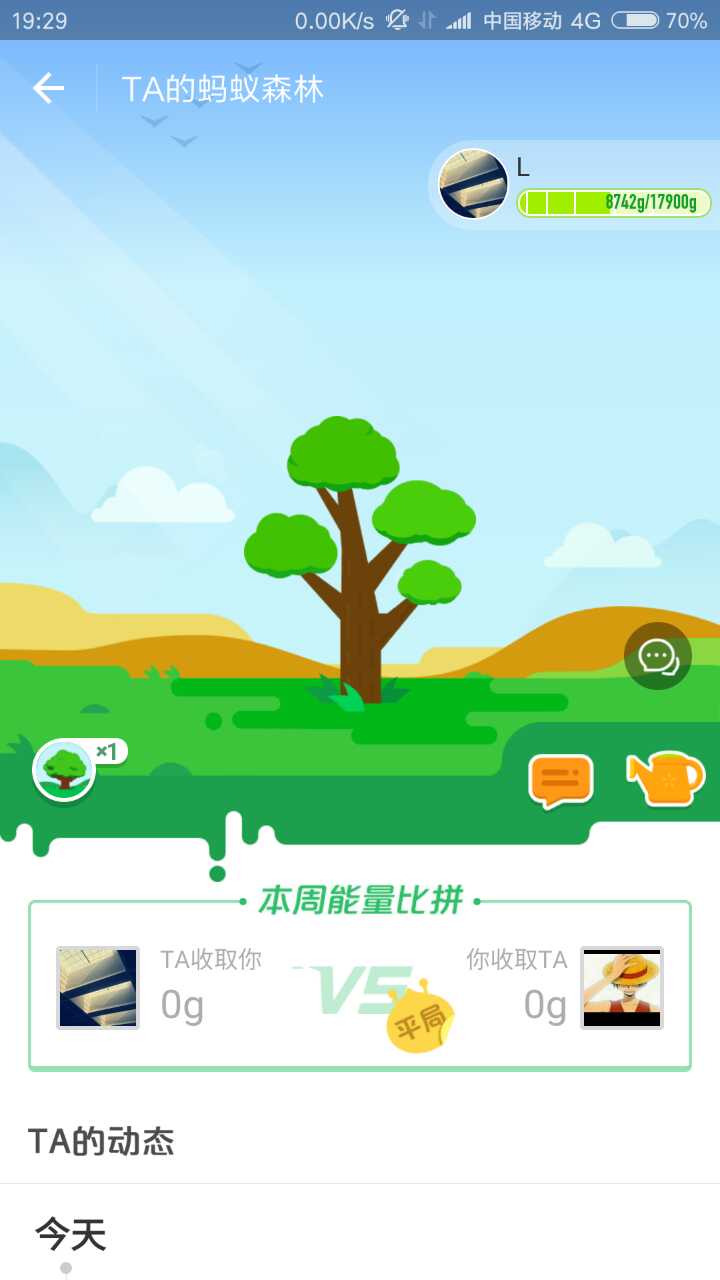 19:29 0.00K/s 中国移动 4G 70%
TA的蚂蚁森林
L
8742g/17900g
×1
本周能量比拼
TA收取你 你收取TA
0g VS 0g
平局
TA的动态
今天